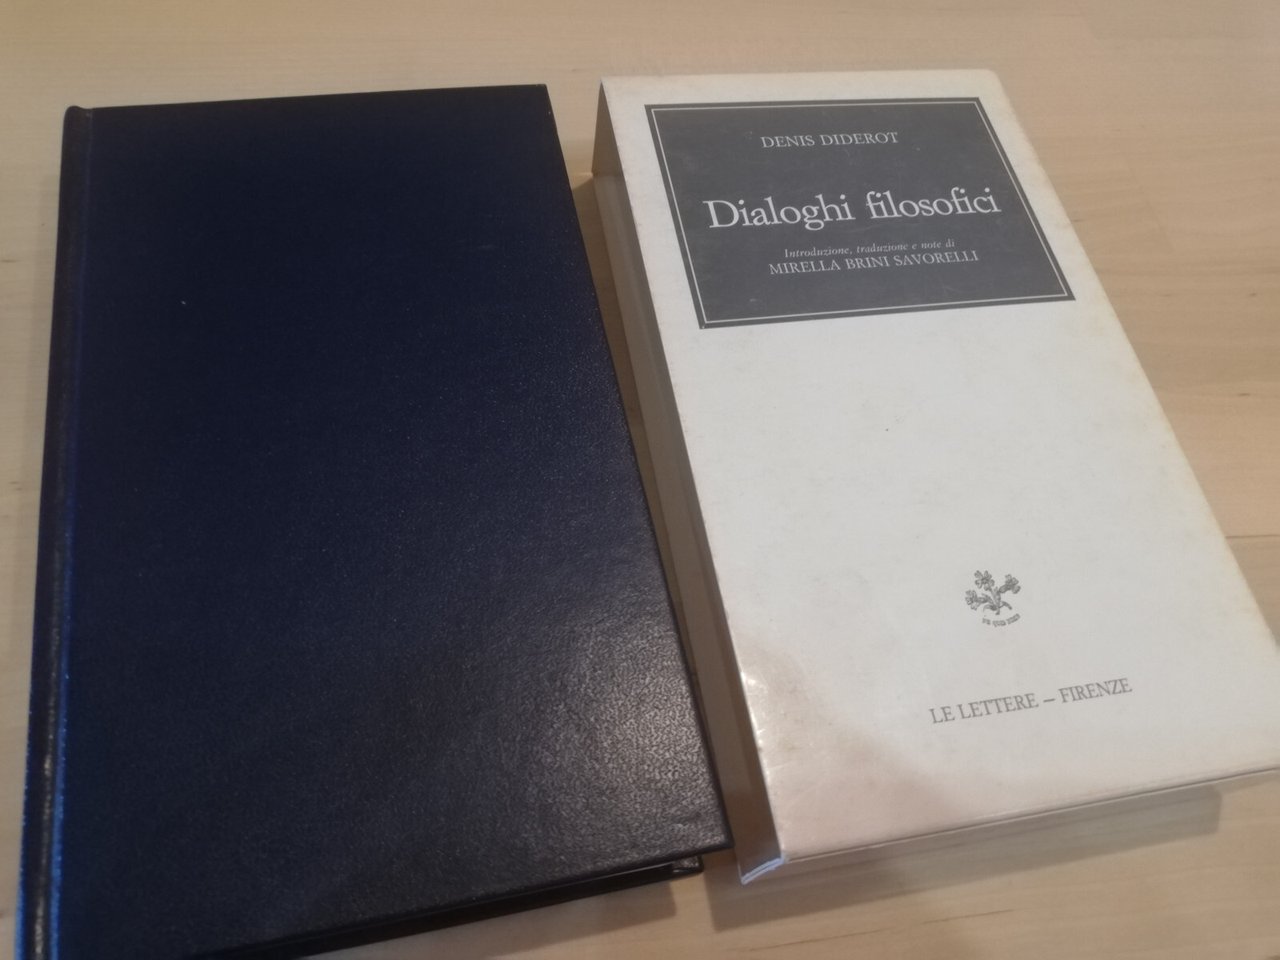 DENIS DIDEROT
Dialoghi filosofici
Introduzione, traduzione e note di
MIRELLA BRINI SAVORELLI
LE LETTERE – FIRENZE